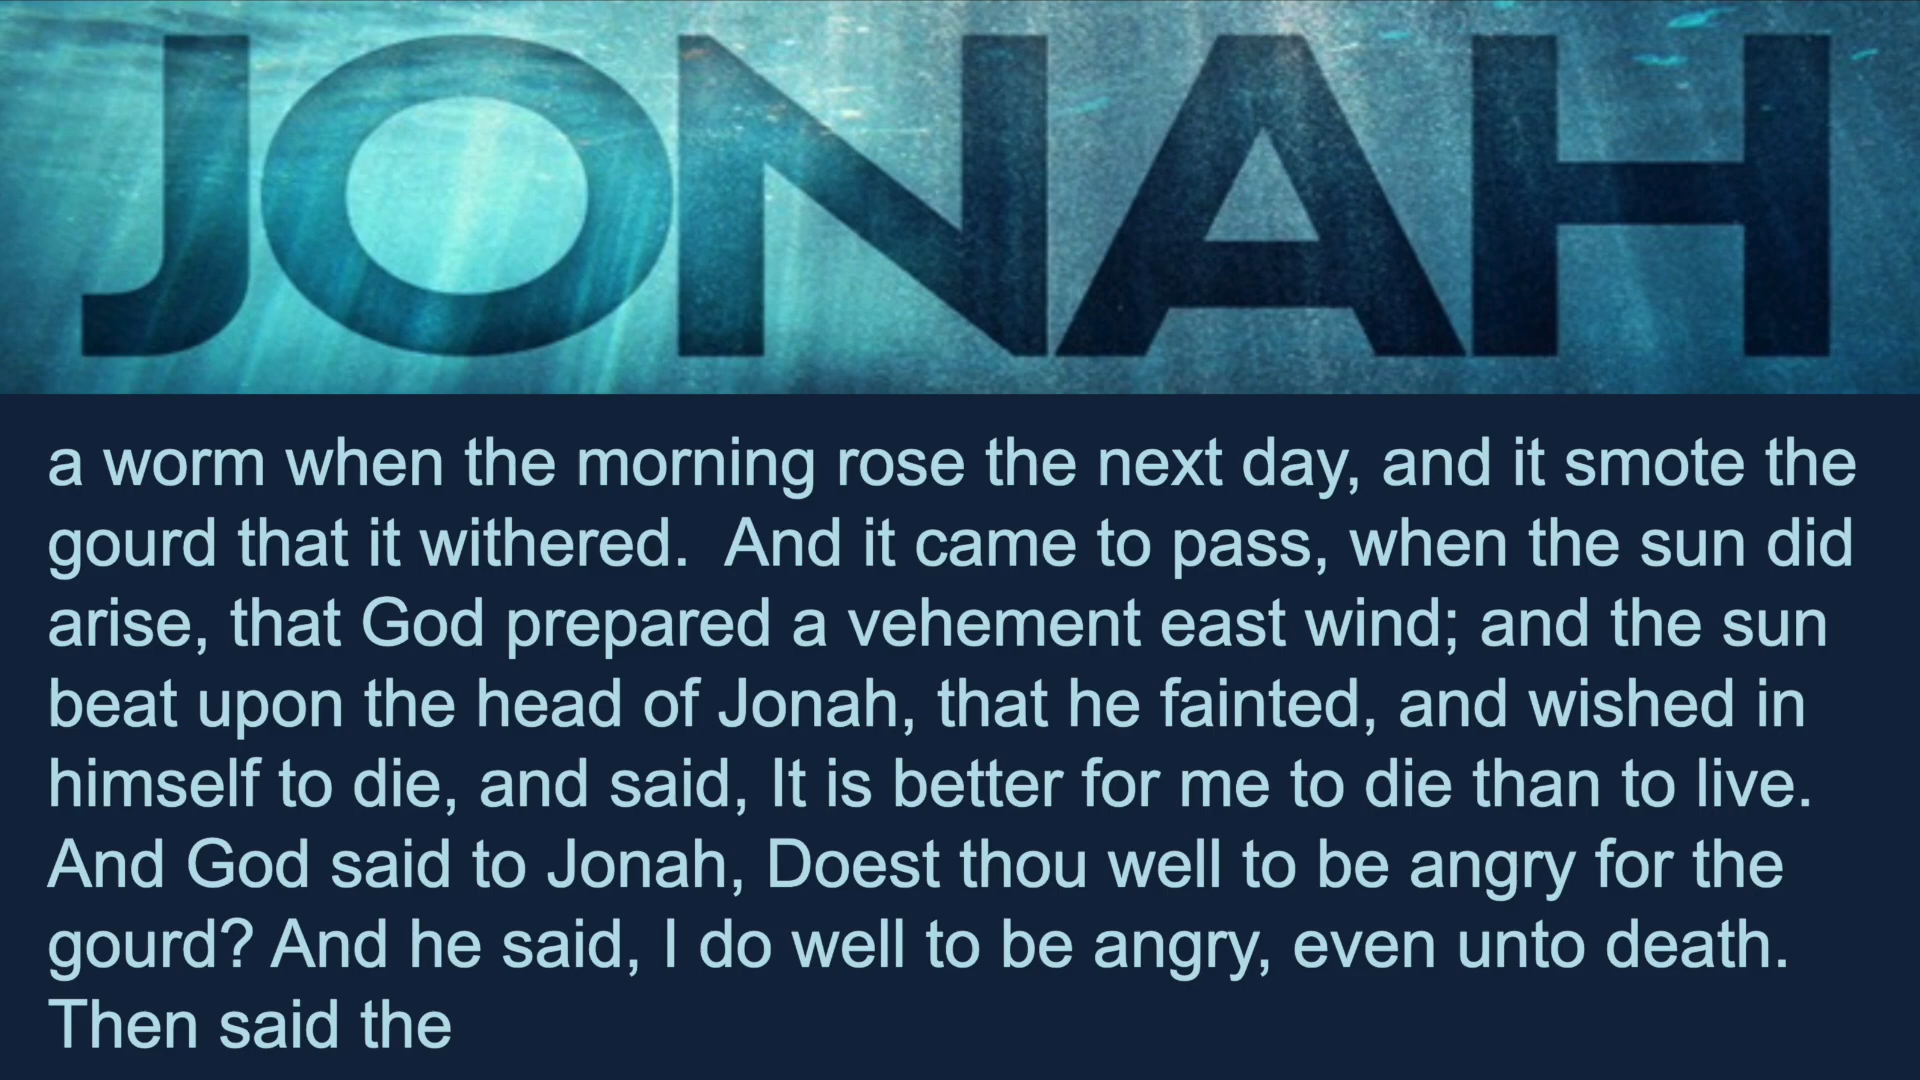 JONAH
a worm when the morning rose the next day, and it smote the
gourd that it withered.  And it came to pass, when the sun did
arise, that God prepared a vehement east wind; and the sun
beat upon the head of Jonah, that he fainted, and wished in
himself to die, and said, It is better for me to die than to live.
And God said to Jonah, Doest thou well to be angry for the
gourd? And he said, I do well to be angry, even unto death.
Then said the